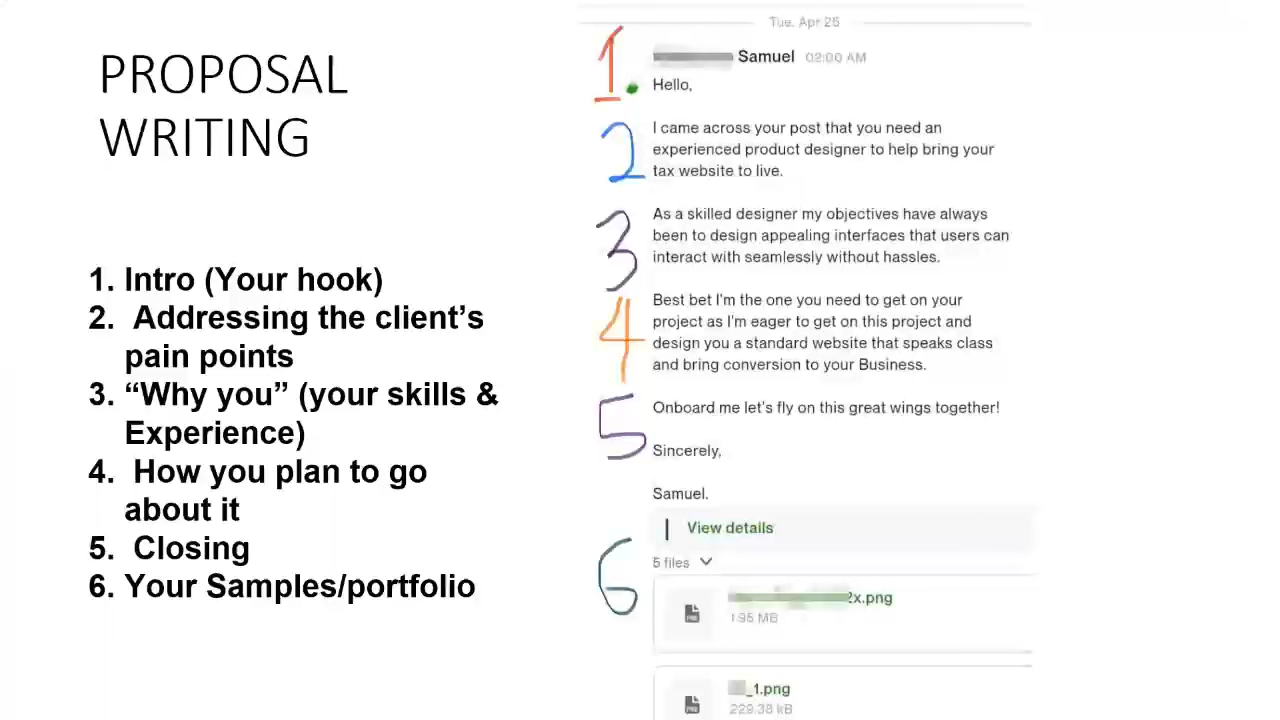 PROPOSAL
WRITING
1. Intro (Your hook)
2. Addressing the client's
pain points
3. “Why you” (your skills &
Experience)
4. How you plan to go
about it
5. Closing
6. Your Samples/portfolio
Tue, Apr 25
1.
Samuel 02:00 AM
Hello,
2
I came across your post that you need an
experienced product designer to help bring your
tax website to live.
3
As a skilled designer my objectives have always
been to design appealing interfaces that users can
interact with seamlessly without hassles.
4
Best bet I'm the one you need to get on your
project as I'm eager to get on this project and
design you a standard website that speaks class
and bring conversion to your Business.
5
Onboard me let's fly on this great wings together!
Sincerely,
Samuel.
View details
6
5 files
2x.png
1.95 MB
_1.png
229.38 kB